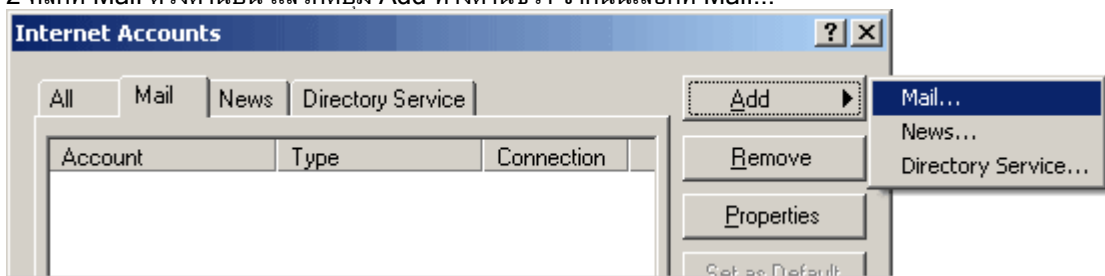 Internet Accounts
All Mail News Directory Service
Add
Mail...
News...
Directory Service...
Account Type Connection
Remove
Properties
Set as Default